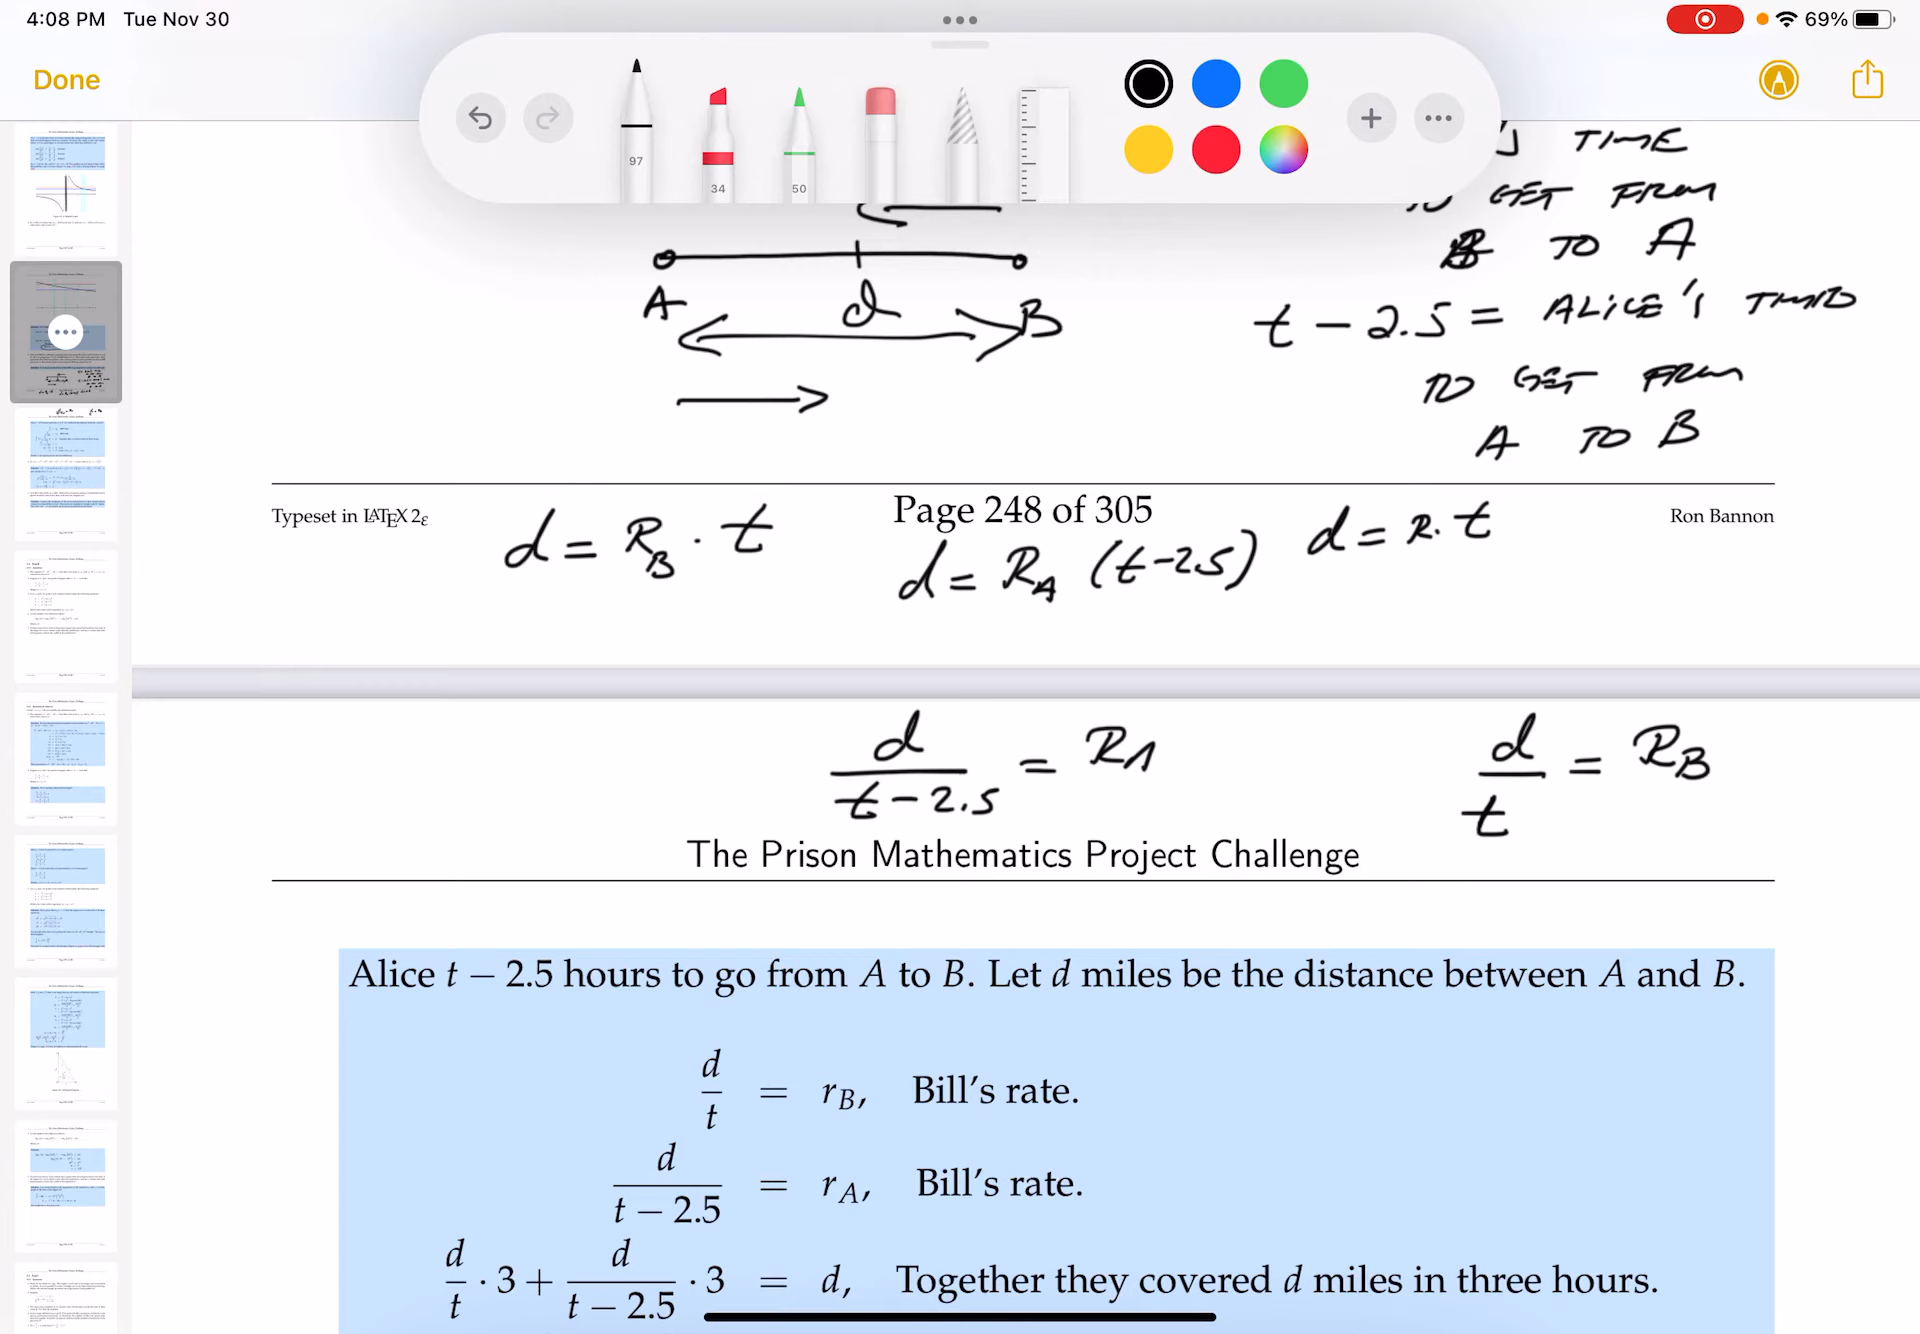 4:08 PM Tue Nov 30
69%
Done
97
34
50
TIME
GET FROM
TO A
A d B
t - 2.5 = ALICE'S
TO GET FROM
A TO B
Typeset in LATEX 2ε
Page 248 of 305
Ron Bannon
d = R_B · t
d = R_A (t-2.5)
d = R · t
d/(t - 2.5) = R_A
d/t = R_B
The Prison Mathematics Project Challenge
Alice t − 2.5 hours to go from A to B. Let d miles be the distance between A and B.
d/t = r_B, Bill's rate.
d/(t − 2.5) = r_A, Bill's rate.
d/t · 3 + d/(t − 2.5) · 3 = d, Together they covered d miles in three hours.